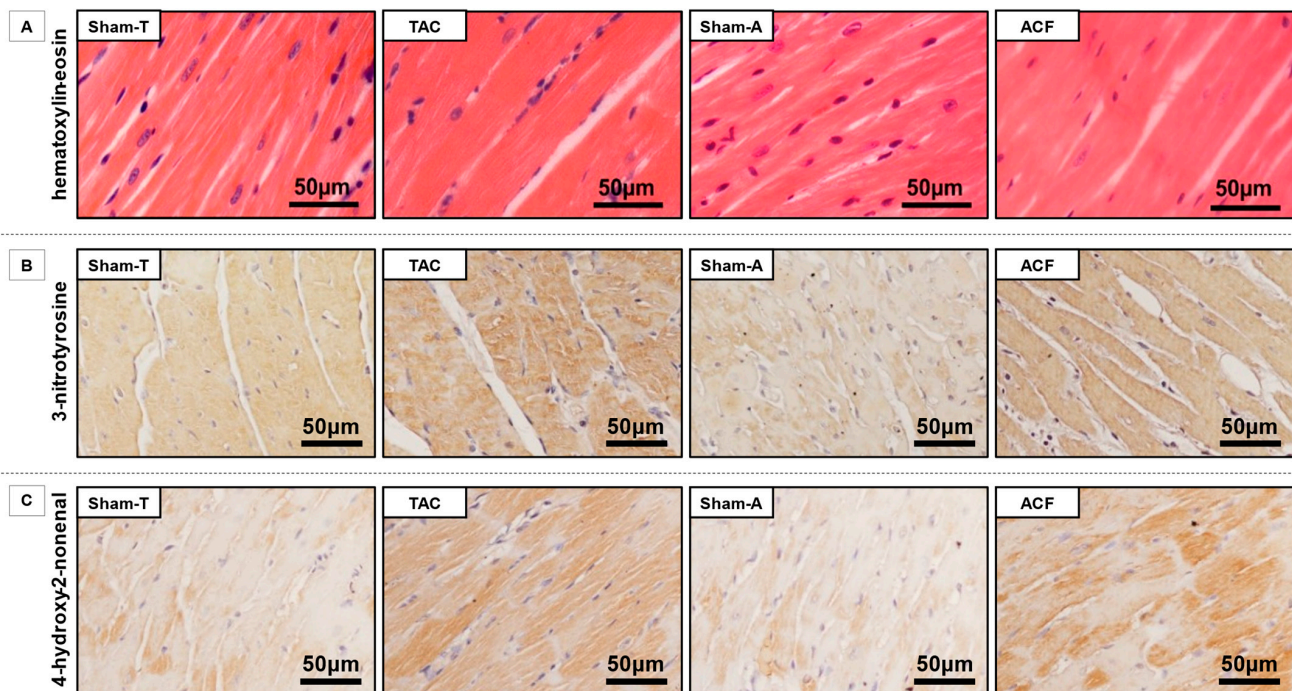 A
hematoxylin-eosin
Sham-T
TAC
Sham-A
ACF
50µm
50µm
50µm
50µm
B
3-nitrotyrosine
Sham-T
TAC
Sham-A
ACF
50µm
50µm
50µm
50µm
C
4-hydroxy-2-nonenal
Sham-T
TAC
Sham-A
ACF
50µm
50µm
50µm
50µm